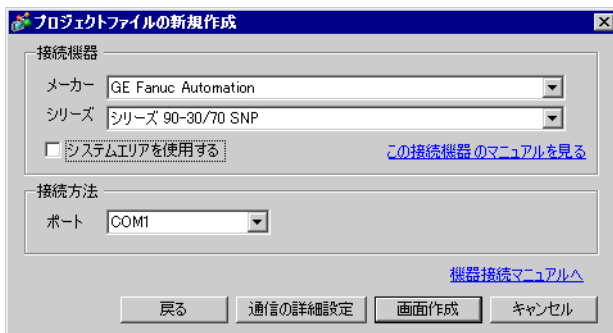 プロジェクトファイルの新規作成
接続機器
メーカー GE Fanuc Automation
シリーズ シリーズ 90-30/70 SNP
システムエリアを使用する この接続機器のマニュアルを見る
接続方法
ポート COM1
機器接続マニュアルへ
戻る 通信の詳細設定 画面作成 キャンセル